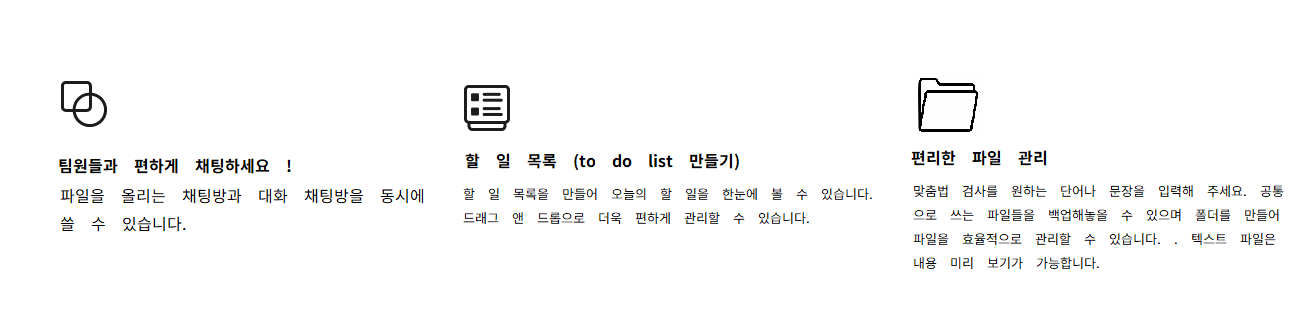 팀원들과 편하게 채팅하세요 !
파일을 올리는 채팅방과 대화 채팅방을 동시에
쓸 수 있습니다.
할 일 목록 (to do list 만들기)
할 일 목록을 만들어 오늘의 할 일을 한눈에 볼 수 있습니다.
드래그 앤 드롭으로 더욱 편하게 관리할 수 있습니다.
편리한 파일 관리
맞춤법 검사를 원하는 단어나 문장을 입력해 주세요. 공통
으로 쓰는 파일들을 백업해놓을 수 있으며 폴더를 만들어
파일을 효율적으로 관리할 수 있습니다. . 텍스트 파일은
내용 미리 보기가 가능합니다.